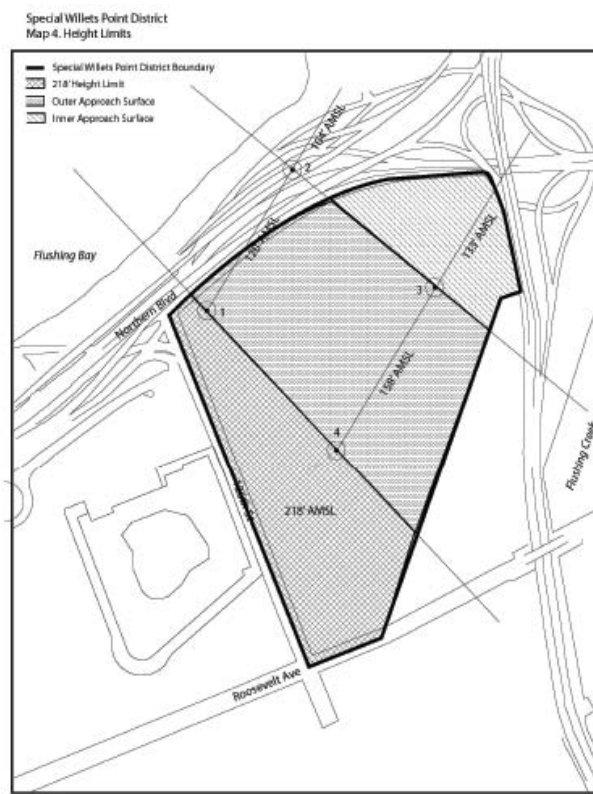 Special Willets Point District
Map 4. Height Limits
Special Willets Point District Boundary
218' Height Limit
Outer Approach Surface
Inner Approach Surface
104' AMSL
2
Flushing Bay
133' AMSL
Northern Blvd
1
3
158' AMSL
4
Flushing Creek
218' AMSL
Roosevelt Ave